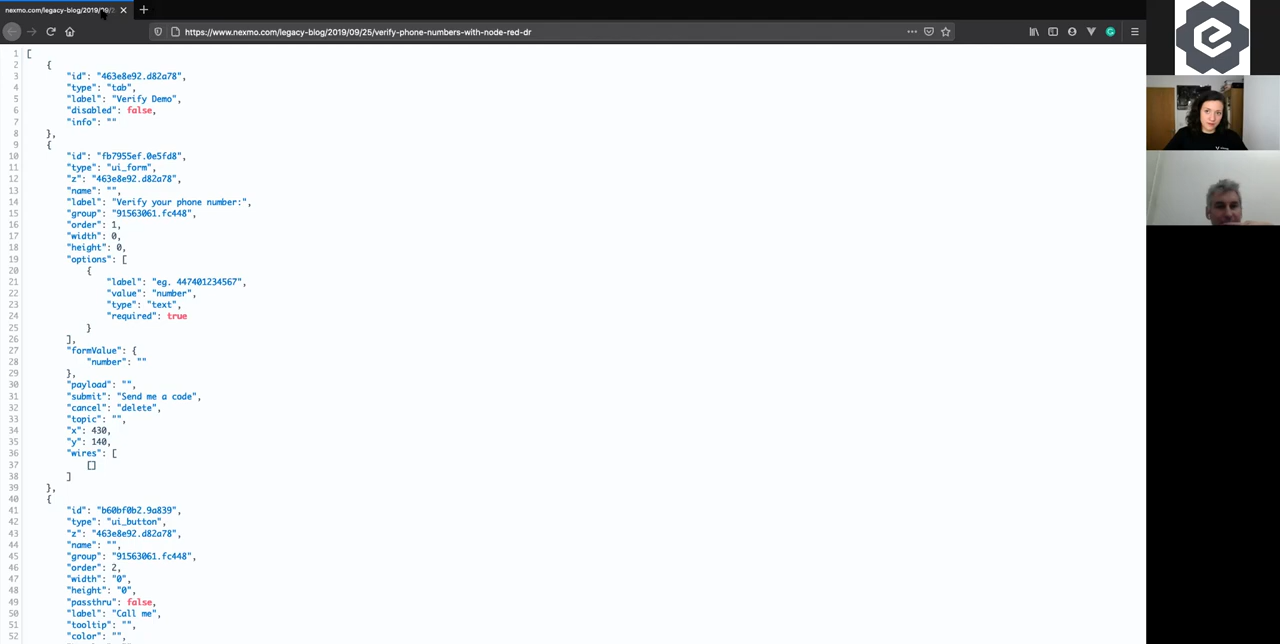 nexmo.com/legacy-blog/2019/09/2
https://www.nexmo.com/legacy-blog/2019/09/25/verify-phone-numbers-with-node-red-dr
1 [
2 {
3 "id": "463e8e92.d82a78",
4 "type": "tab",
5 "label": "Verify Demo",
6 "disabled": false,
7 "info": ""
8 },
9 {
10 "id": "fb7955ef.0e5fd8",
11 "type": "ui_form",
12 "z": "463e8e92.d82a78",
13 "name": "",
14 "label": "Verify your phone number:",
15 "group": "91563061.fc448",
16 "order": 1,
17 "width": 0,
18 "height": 0,
19 "options": [
20 {
21 "label": "eg. 447401234567",
22 "value": "number",
23 "type": "text",
24 "required": true
25 }
26 ],
27 "formValue": {
28 "number": ""
29 },
30 "payload": "",
31 "submit": "Send me a code",
32 "cancel": "delete",
33 "topic": "",
34 "x": 430,
35 "y": 140,
36 "wires": [
37 []
38 ]
39 },
40 {
41 "id": "b60bf0b2.9a839",
42 "type": "ui_button",
43 "z": "463e8e92.d82a78",
44 "name": "",
45 "group": "91563061.fc448",
46 "order": 2,
47 "width": "0",
48 "height": "0",
49 "passthru": false,
50 "label": "Call me",
51 "tooltip": "",
52 "color": "",